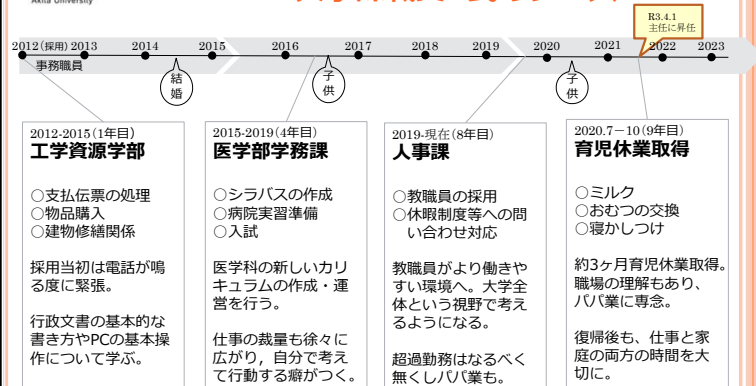 Akita University
R3.4.1
主任に昇任
2012(採用) 2013 2014 2015 2016 2017 2018 2019 2020 2021 2022 2023
事務職員
結婚
子供
子供
2012-2015(1年目)
工学資源学部
○支払伝票の処理
○物品購入
○建物修繕関係
採用当初は電話が鳴
る度に緊張。
行政文書の基本的な
書き方やPCの基本操
作について学ぶ。
2015-2019(4年目)
医学部学務課
○シラバスの作成
○病院実習準備
○入試
医学科の新しいカリ
キュラムの作成・運
営を行う。
仕事の裁量も徐々に
広がり，自分で考え
て行動する癖がつく。
2019-現在(8年目)
人事課
○教職員の採用
○休暇制度等への問
い合わせ対応
教職員がより働きや
すい環境へ。大学全
体という視野で考え
るようになる。
超過勤務はなるべく
無くしパパ業も。
2020.7－10(9年目)
育児休業取得
○ミルク
○おむつの交換
○寝かしつけ
約3ヶ月育児休業取得。
職場の理解もあり、
パパ業に専念。
復帰後も、仕事と家
庭の両方の時間を大
切に。